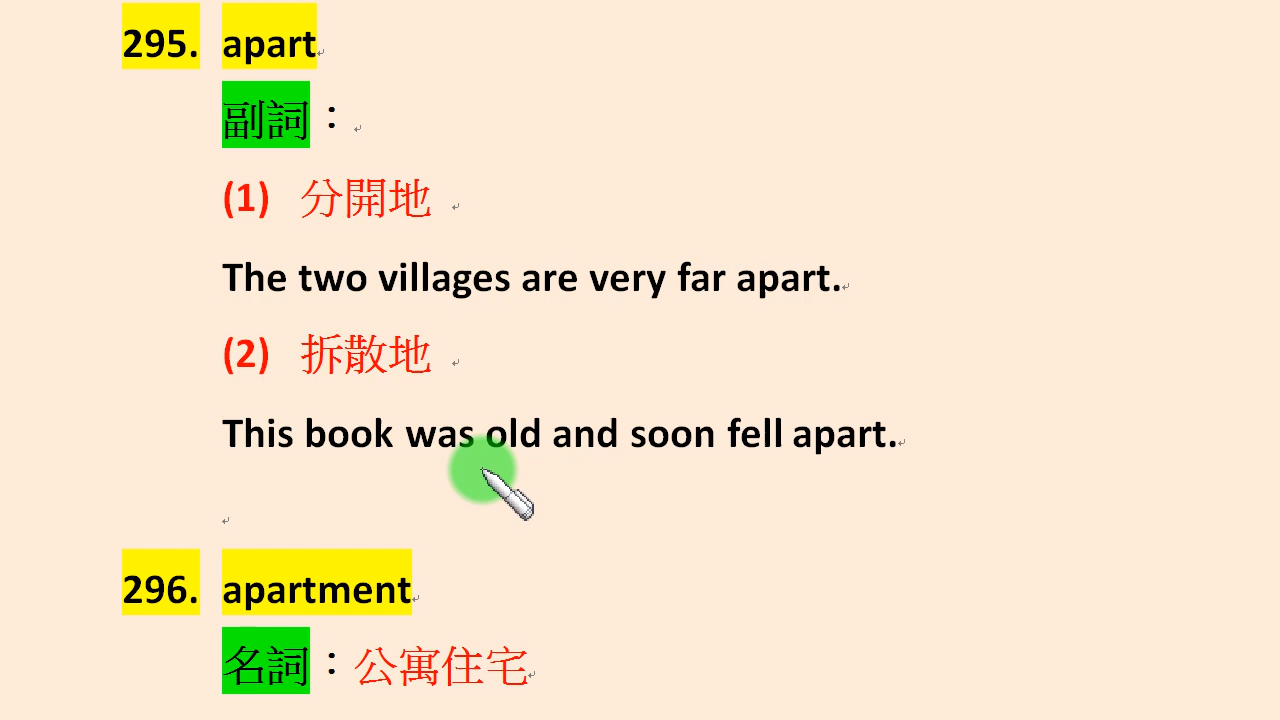 295. apart
副詞：
(1) 分開地
The two villages are very far apart.
(2) 拆散地
This book was old and soon fell apart.
296. apartment
名詞：公寓住宅